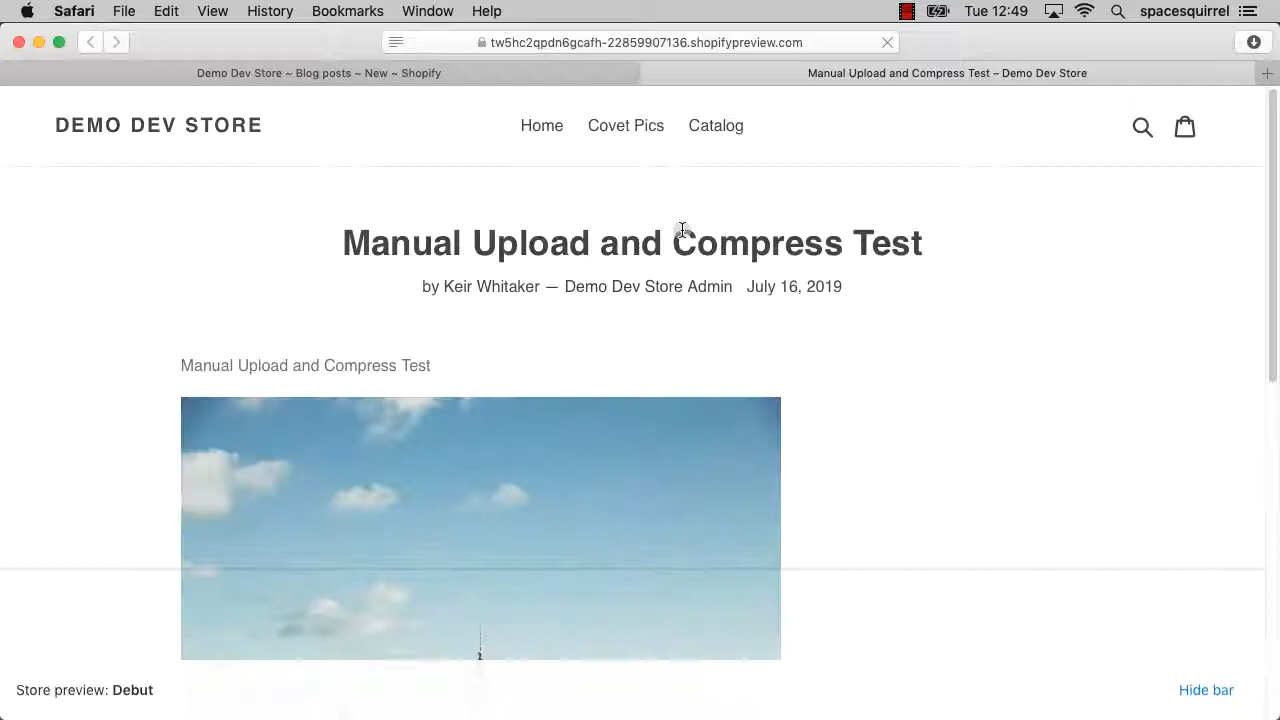 Safari File Edit View History Bookmarks Window Help Tue 12:49 spacesquirrel
tw5hc2qpdn6gcafh-22859907136.shopifypreview.com
Demo Dev Store ~ Blog posts ~ New ~ Shopify Manual Upload and Compress Test – Demo Dev Store
DEMO DEV STORE Home Covet Pics Catalog
Manual Upload and Compress Test
by Keir Whitaker — Demo Dev Store Admin July 16, 2019
Manual Upload and Compress Test
Store preview: Debut Hide bar